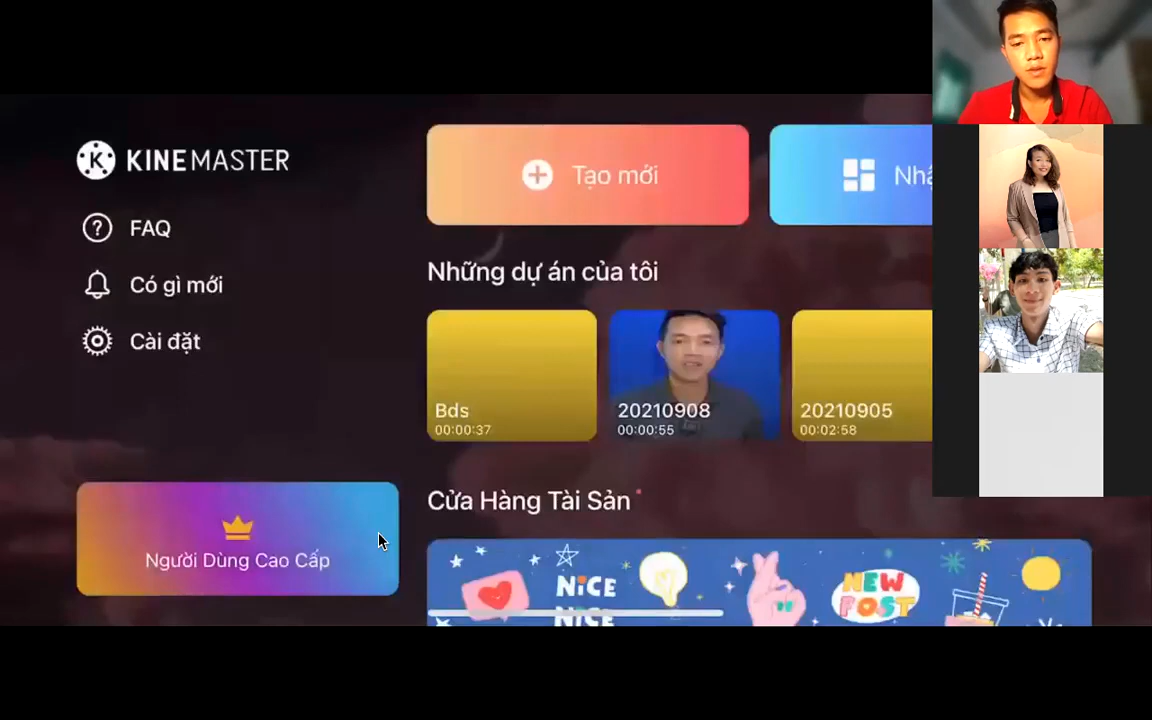 KINEMASTER
FAQ
Có gì mới
Cài đặt
Người Dùng Cao Cấp
Tạo mới
Những dự án của tôi
Bds
00:00:37
20210908
00:00:55
20210905
00:02:58
Cửa Hàng Tài Sản
NiCE
NiCE
NEW
POST